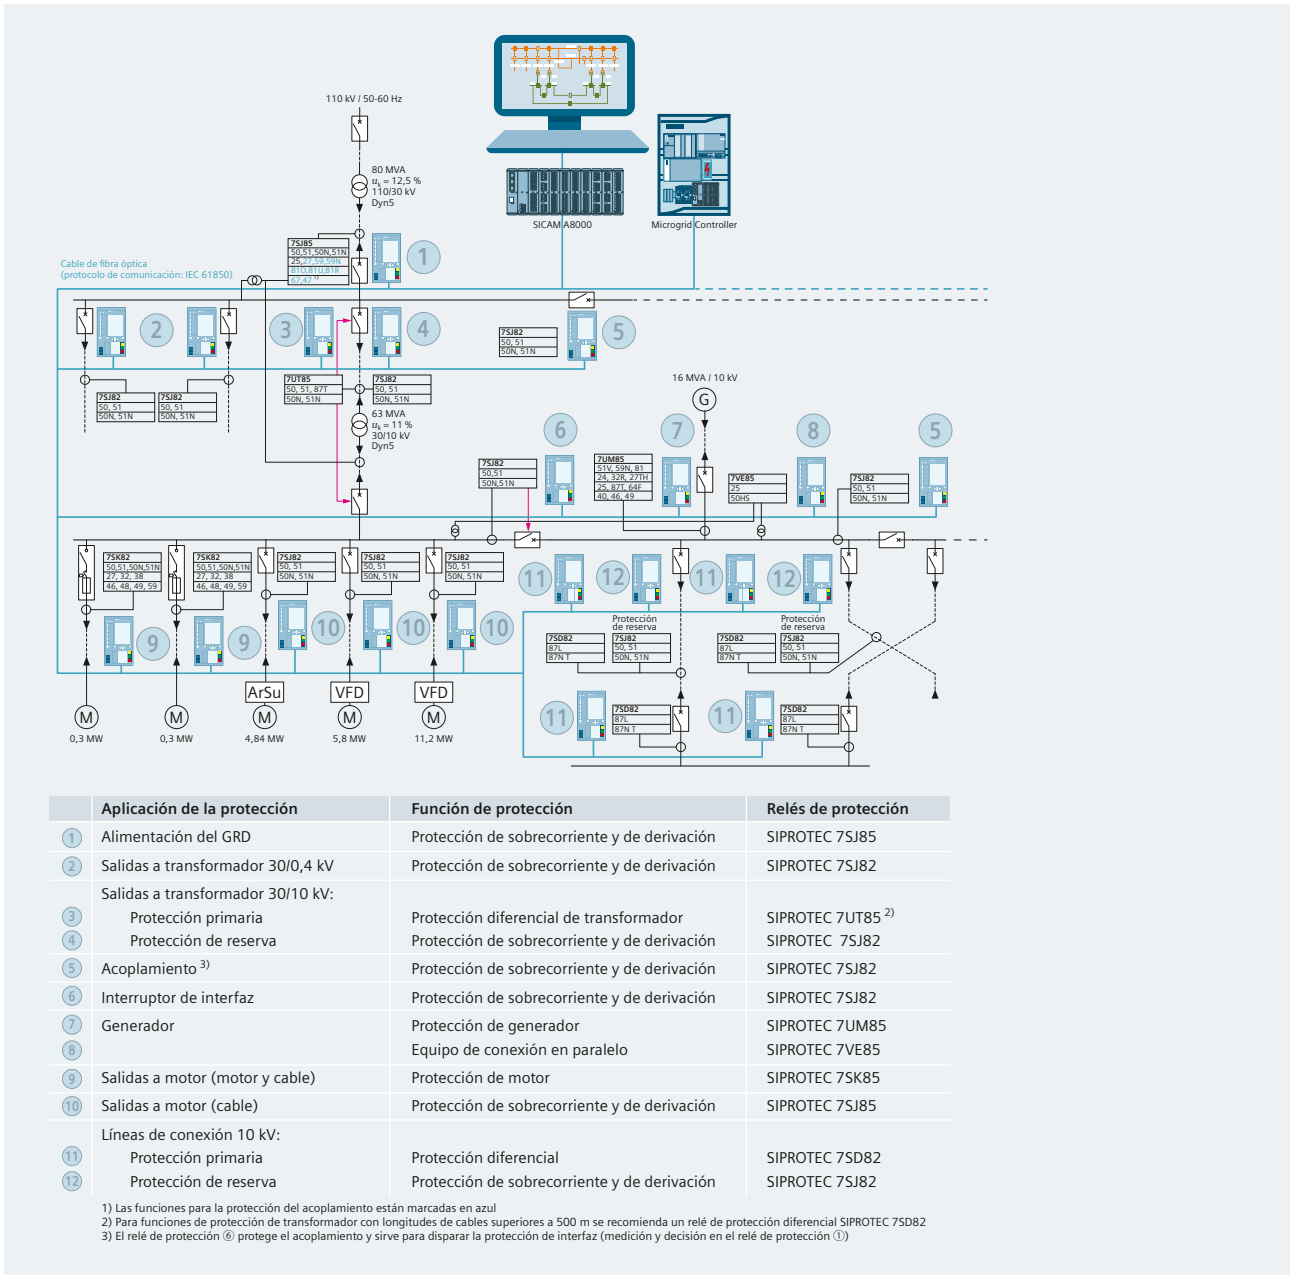 110 kV / 50-60 Hz
80 MVA
uk = 12,5 %
110/30 kV
Dyn5
SICAM A8000
Microgrid Controller
7SJ85
50,51,50N,51N
25,27,59,59N
81O,81U,81R
67,47 1)
1
Cable de fibra óptica
(protocolo de comunicación: IEC 61850)
2
3
4
5
7SJ82
50, 51
50N, 51N
7SJ82
50, 51
50N, 51N
7SJ82
50, 51
50N, 51N
7UT85
50, 51, 87T
50N, 51N
7SJ82
50, 51
50N, 51N
63 MVA
uk = 11 %
30/10 kV
Dyn5
16 MVA / 10 kV
G
6
7
8
5
7SJ82
50,51
50N,51N
7UM85
51V, 59N, 81
24, 32R, 27TH
25, 87T, 64F
40, 46, 49
7VE85
25
50HS
7SJ82
50, 51
50N, 51N
7SK82
50,51,50N,51N
27, 32, 38
46, 48, 49, 59
7SK82
50,51,50N,51N
27, 32, 38
46, 48, 49, 59
7SJ82
50, 51
50N, 51N
7SJ82
50, 51
50N, 51N
7SJ82
50, 51
50N, 51N
11
12
11
12
9
9
10
10
10
Protección
de reserva
Protección
de reserva
7SD82
87L
87N T
7SJ82
50, 51
50N, 51N
7SD82
87L
87N T
7SJ82
50, 51
50N, 51N
ArSu
VFD
VFD
M
M
M
M
M
0,3 MW
0,3 MW
4,84 MW
5,8 MW
11,2 MW
11
7SD82
87L
87N T
11
7SD82
87L
87N T
Aplicación de la protección Función de protección Relés de protección
1 Alimentación del GRD Protección de sobrecorriente y de derivación SIPROTEC 7SJ85
2 Salidas a transformador 30/0,4 kV Protección de sobrecorriente y de derivación SIPROTEC 7SJ82
Salidas a transformador 30/10 kV:
3 Protección primaria Protección diferencial de transformador SIPROTEC 7UT85 2)
4 Protección de reserva Protección de sobrecorriente y de derivación SIPROTEC 7SJ82
5 Acoplamiento 3) Protección de sobrecorriente y de derivación SIPROTEC 7SJ82
6 Interruptor de interfaz Protección de sobrecorriente y de derivación SIPROTEC 7SJ82
7 Generador Protección de generador SIPROTEC 7UM85
8 Equipo de conexión en paralelo SIPROTEC 7VE85
9 Salidas a motor (motor y cable) Protección de motor SIPROTEC 7SK85
10 Salidas a motor (cable) Protección de sobrecorriente y de derivación SIPROTEC 7SJ85
Líneas de conexión 10 kV:
11 Protección primaria Protección diferencial SIPROTEC 7SD82
12 Protección de reserva Protección de sobrecorriente y de derivación SIPROTEC 7SJ82
1) Las funciones para la protección del acoplamiento están marcadas en azul
2) Para funciones de protección de transformador con longitudes de cables superiores a 500 m se recomienda un relé de protección diferencial SIPROTEC 7SD82
3) El relé de protección ⑥ protege el acoplamiento y sirve para disparar la protección de interfaz (medición y decisión en el relé de protección ①)